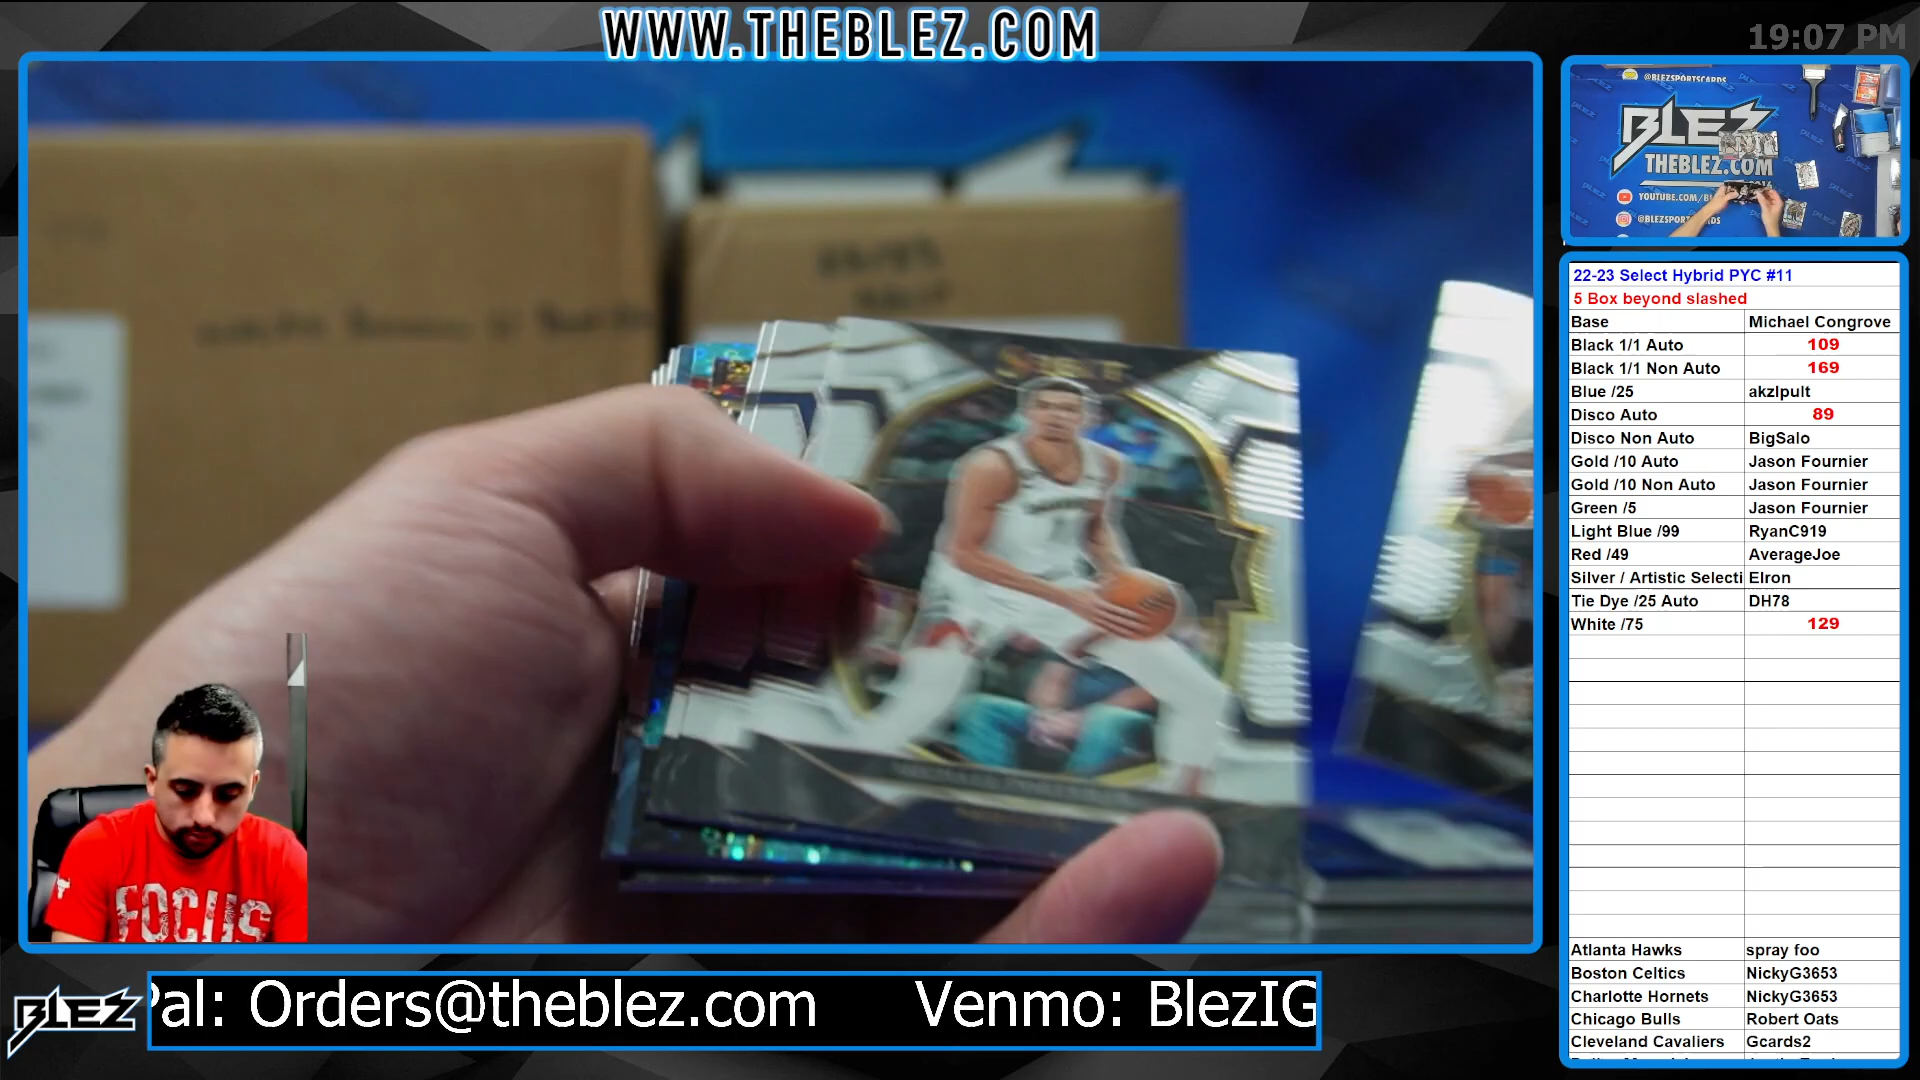 WWW.THEBLEZ.COM
19:07 PM
@BLEZSPORTSCARDS
BLEZ
THEBLEZ.COM
SELECT
22-23 Select Hybrid PYC #11
5 Box beyond slashed
Base Michael Congrove
Black 1/1 Auto 109
Black 1/1 Non Auto 169
Blue /25 akzlpult
Disco Auto 89
Disco Non Auto BigSalo
Gold /10 Auto Jason Fournier
Gold /10 Non Auto Jason Fournier
Green /5 Jason Fournier
Light Blue /99 RyanC919
Red /49 AverageJoe
Silver / Artistic Selecti Elron
Tie Dye /25 Auto DH78
White /75 129
Atlanta Hawks spray foo
Boston Celtics NickyG3653
Charlotte Hornets NickyG3653
Chicago Bulls Robert Oats
Cleveland Cavaliers Gcards2
FOCUS
BLEZ
Pal: Orders@theblez.com Venmo: BlezIG